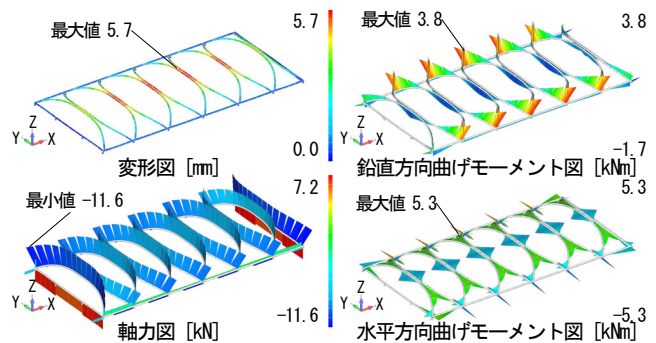 最大値 5.7
5.7
Z
Y
X
0.0
変形図 [mm]
最大値 3.8
3.8
Z
Y
X
-1.7
鉛直方向曲げモーメント図 [kNm]
最小値 -11.6
7.2
Z
Y
X
-11.6
軸力図 [kN]
最大値 5.3
5.3
Z
Y
X
-5.3
水平方向曲げモーメント図 [kNm]